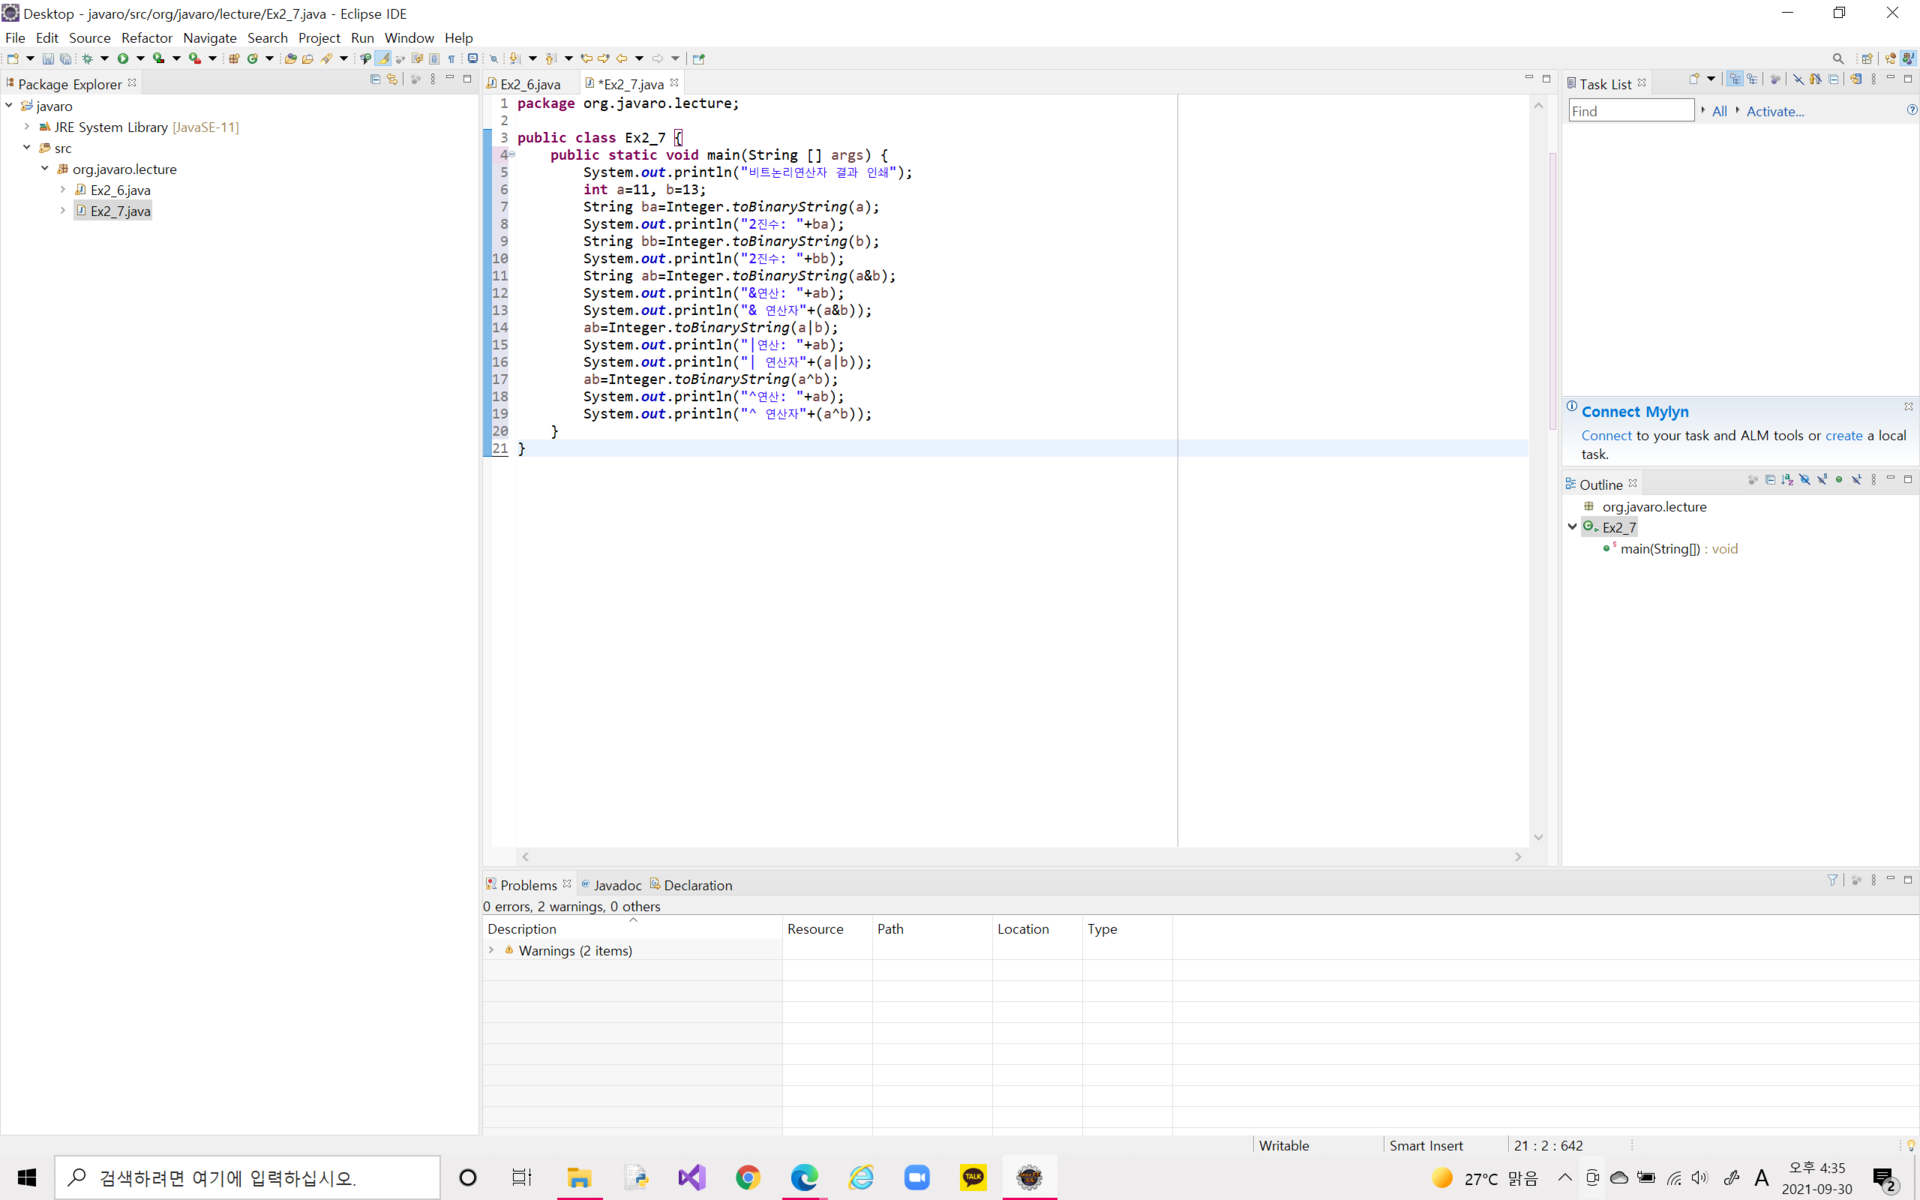 Desktop - javaro/src/org/javaro/lecture/Ex2_7.java - Eclipse IDE
File Edit Source Refactor Navigate Search Project Run Window Help
Package Explorer
javaro
JRE System Library [JavaSE-11]
src
org.javaro.lecture
Ex2_6.java
Ex2_7.java
Ex2_6.java *Ex2_7.java
1 package org.javaro.lecture;
2
3 public class Ex2_7 {
4 public static void main(String [] args) {
5 System.out.println("비트논리연산자 결과 인쇄");
6 int a=11, b=13;
7 String ba=Integer.toBinaryString(a);
8 System.out.println("2진수: "+ba);
9 String bb=Integer.toBinaryString(b);
10 System.out.println("2진수: "+bb);
11 String ab=Integer.toBinaryString(a&b);
12 System.out.println("&연산: "+ab);
13 System.out.println("& 연산자"+(a&b));
14 ab=Integer.toBinaryString(a|b);
15 System.out.println("|연산: "+ab);
16 System.out.println("| 연산자"+(a|b));
17 ab=Integer.toBinaryString(a^b);
18 System.out.println("^연산: "+ab);
19 System.out.println("^ 연산자"+(a^b));
20 }
21 }
Task List
Find All Activate...
Connect Mylyn
Connect to your task and ALM tools or create a local
task.
Outline
org.javaro.lecture
Ex2_7
main(String[]) : void
Problems Javadoc Declaration
0 errors, 2 warnings, 0 others
Description Resource Path Location Type
Warnings (2 items)
Writable Smart Insert 21 : 2 : 642
검색하려면 여기에 입력하십시오.
TALK
27°C 맑음
A
오후 4:35
2021-09-30
2